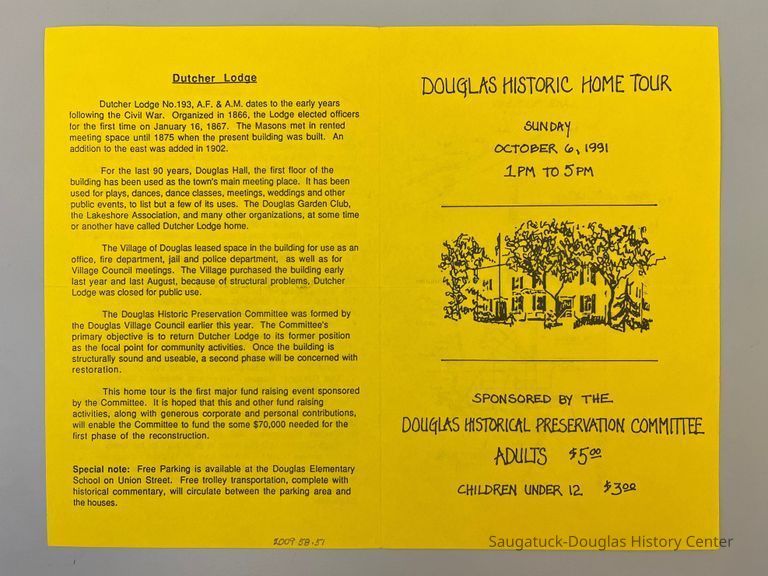 Dutcher Lodge
Dutcher Lodge No.193, A.F. & A.M. dates to the early years
following the Civil War. Organized in 1866, the Lodge elected officers
for the first time on January 16, 1867. The Masons met in rented
meeting space until 1875 when the present building was built. An
addition to the east was added in 1902.
For the last 90 years, Douglas Hall, the first floor of the
building has been used as the town's main meeting place. It has been
used for plays, dances, dance classes, meetings, weddings and other
public events, to list but a few of its uses. The Douglas Garden Club,
the Lakeshore Association, and many other organizations, at some time
or another have called Dutcher Lodge home.
The Village of Douglas leased space in the building for use as an
office, fire department, jail and police department, as well as for
Village Council meetings. The Village purchased the building early
last year and last August, because of structural problems, Dutcher
Lodge was closed for public use.
The Douglas Historic Preservation Committee was formed by
the Douglas Village Council earlier this year. The Committee's
primary objective is to return Dutcher Lodge to its former position
as the focal point for community activities. Once the building is
structurally sound and useable, a second phase will be concerned with
restoration.
This home tour is the first major fund raising event sponsored
by the Committee. It is hoped that this and other fund raising
activities, along with generous corporate and personal contributions,
will enable the Committee to fund the some $70,000 needed for the
first phase of the reconstruction.
Special note: Free Parking is available at the Douglas Elementary
School on Union Street. Free trolley transportation, complete with
historical commentary, will circulate between the parking area and
the houses.
2009.58.57
DOUGLAS HISTORIC HOME TOUR
SUNDAY
OCTOBER 6, 1991
1PM TO 5PM
SPONSORED BY THE
DOUGLAS HISTORICAL PRESERVATION COMMITTEE
ADULTS $5.00
CHILDREN UNDER 12 $3.00
Saugatuck-Douglas History Center